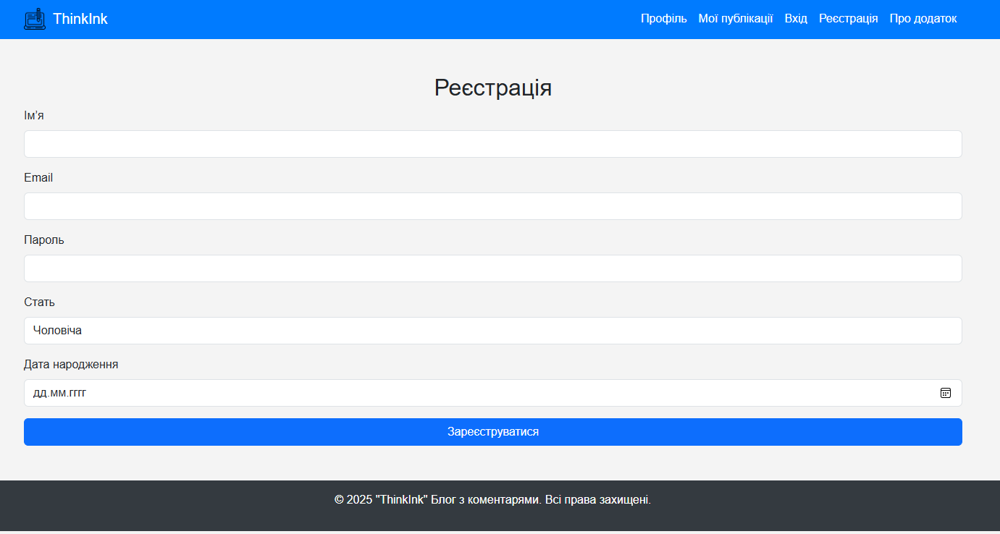 ThinkInk
Профіль Мої публікації Вхід Реєстрація Про додаток
Реєстрація
Ім'я
Email
Пароль
Стать
Чоловіча
Дата народження
дд.мм.гггг
Зареєструватися
© 2025 "ThinkInk" Блог з коментарями. Всі права захищені.